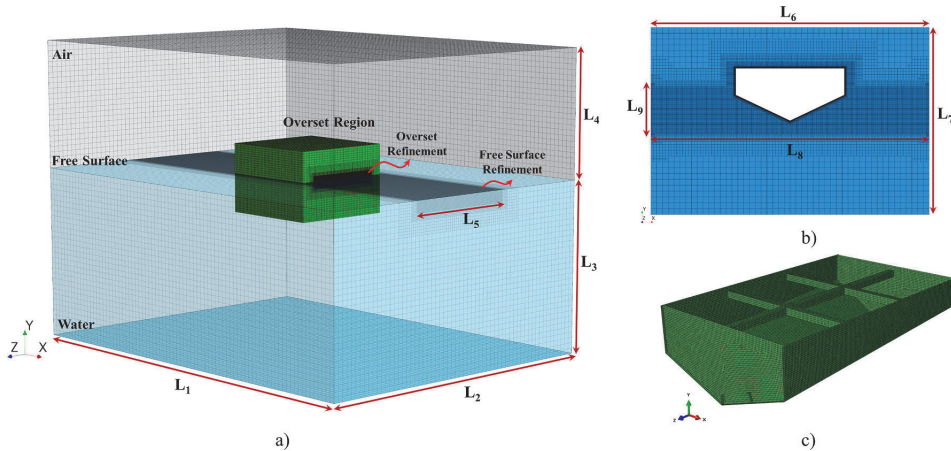 Air
L₄
Overset Region
Overset
Refinement
Free Surface
Free Surface
Refinement
L₅
L₃
Water
Y
Z X
L₁
L₂
a)
L₆
L₉
L₇
L₈
Y
Z X
b)
Y
Z X
c)